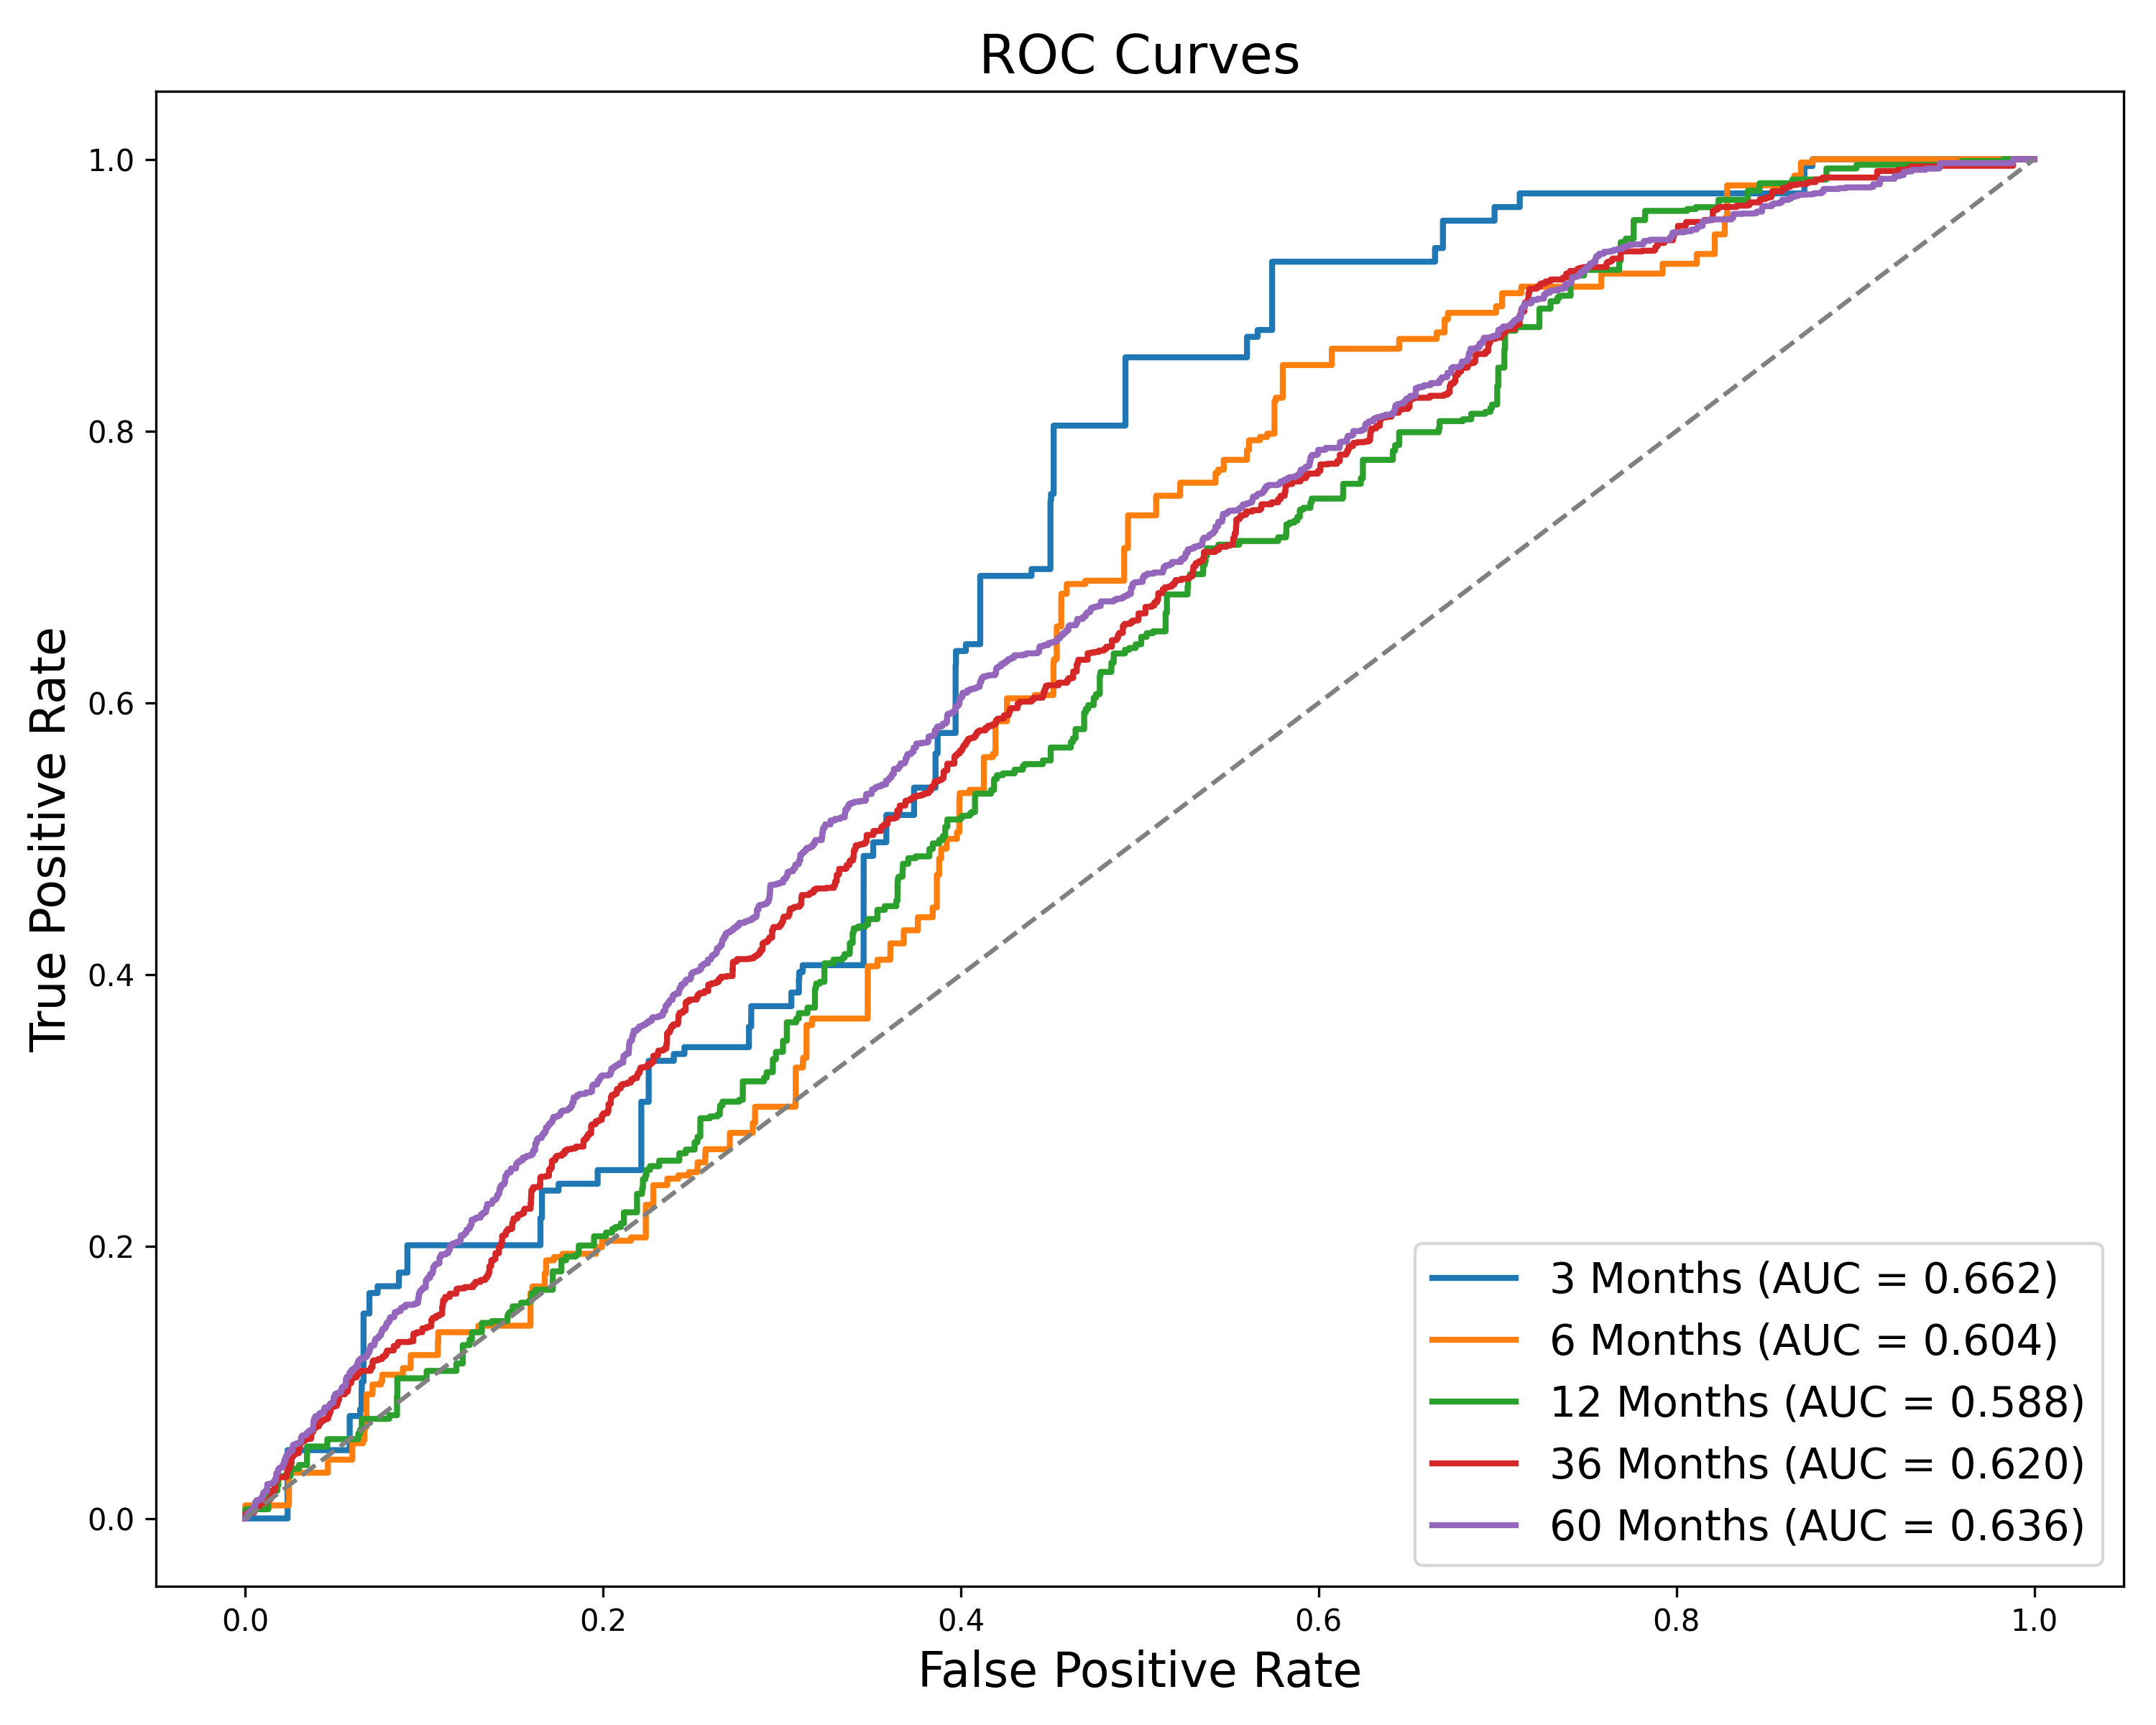 ROC Curves
1.0
0.8
0.6
0.4
0.2
0.0
True Positive Rate
0.0 0.2 0.4 0.6 0.8 1.0
False Positive Rate
3 Months (AUC = 0.662)
6 Months (AUC = 0.604)
12 Months (AUC = 0.588)
36 Months (AUC = 0.620)
60 Months (AUC = 0.636)